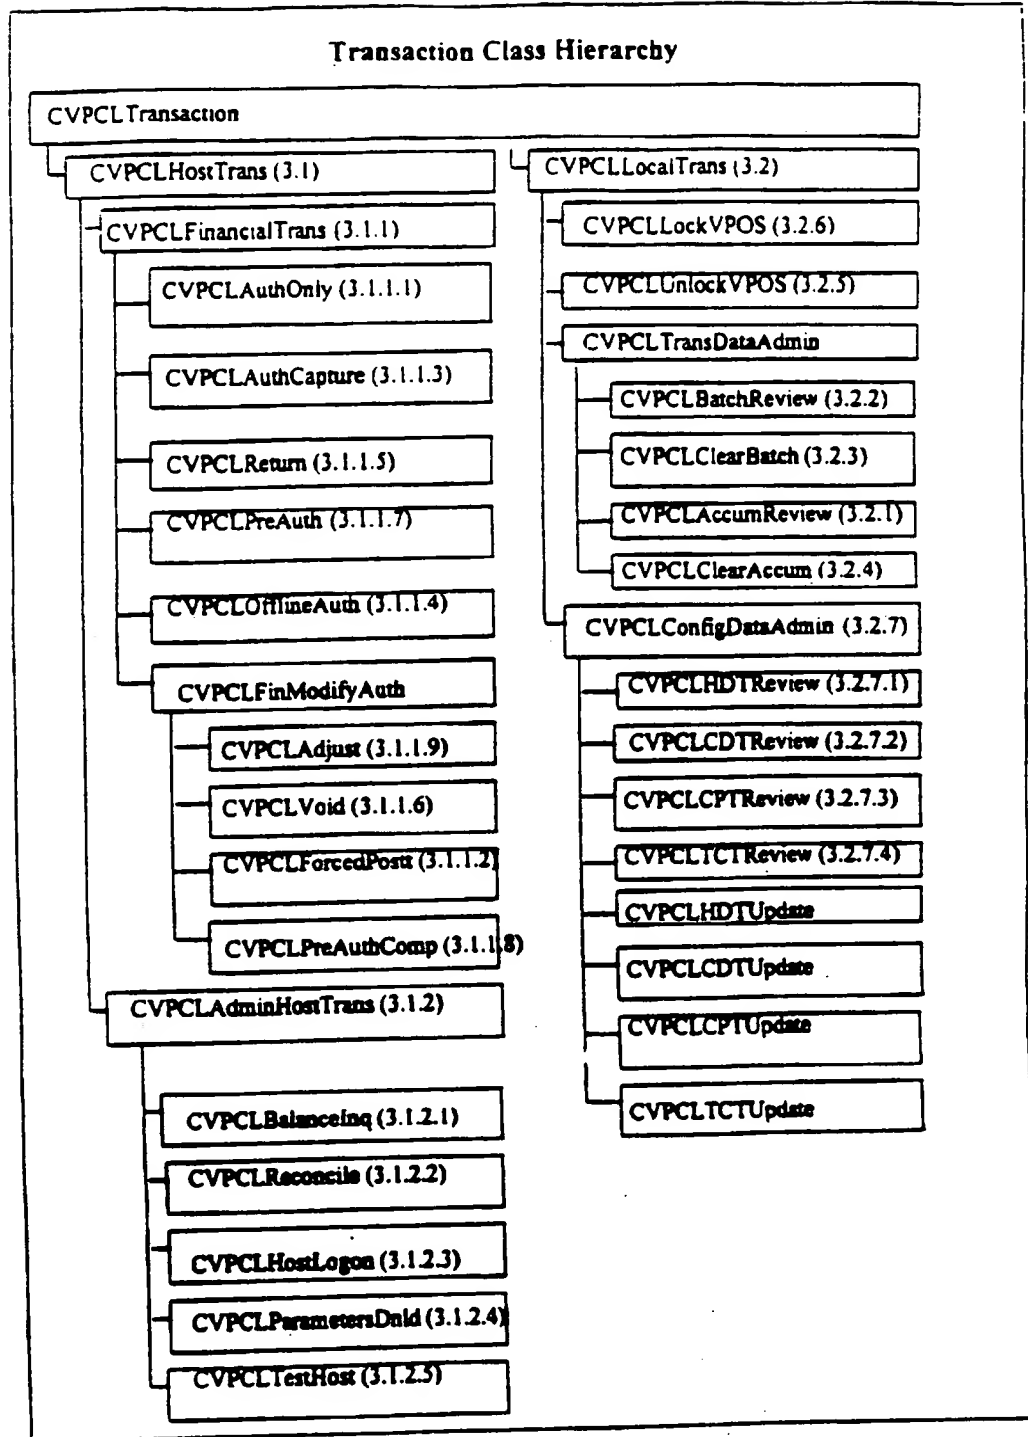 Transaction Class Hierarchy
CVPCLTransaction
CVPCLHostTrans (3.1)
CVPCLFinancialTrans (3.1.1)
CVPCLAuthOnly (3.1.1.1)
CVPCLAuthCapture (3.1.1.3)
CVPCLReturn (3.1.1.5)
CVPCLPreAuth (3.1.1.7)
CVPCLOfflineAuth (3.1.1.4)
CVPCLFinModifyAuth
CVPCLAdjust (3.1.1.9)
CVPCLVoid (3.1.1.6)
CVPCLForcedPostt (3.1.1.2)
CVPCLPreAuthComp (3.1.1.8)
CVPCLAdminHostTrans (3.1.2)
CVPCLBalanceInq (3.1.2.1)
CVPCLReconcile (3.1.2.2)
CVPCLHostLogon (3.1.2.3)
CVPCLParametersDnld (3.1.2.4)
CVPCLTestHost (3.1.2.5)
CVPCLLocalTrans (3.2)
CVPCLLockVPOS (3.2.6)
CVPCLUnlockVPOS (3.2.5)
CVPCLTransDataAdmin
CVPCLBatchReview (3.2.2)
CVPCLClearBatch (3.2.3)
CVPCLAccumReview (3.2.1)
CVPCLClearAccum (3.2.4)
CVPCLConfigDataAdmin (3.2.7)
CVPCLHDTReview (3.2.7.1)
CVPCLCDTReview (3.2.7.2)
CVPCLCPTReview (3.2.7.3)
CVPCLTCTReview (3.2.7.4)
CVPCLHDTUpdate
CVPCLCDTUpdate
CVPCLCPTUpdate
CVPCLTCTUpdate